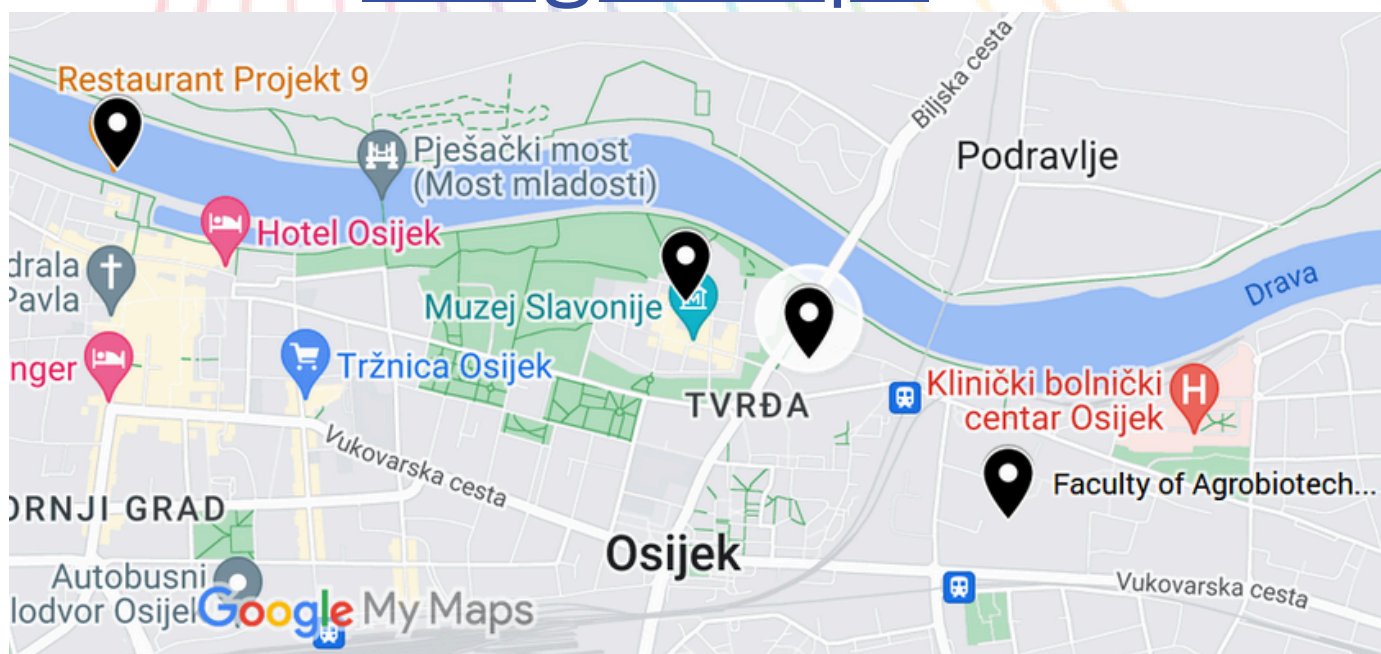 Restaurant Projekt 9
Biljska cesta
Pješački most
(Most mladosti)
Podravlje
Hotel Osijek
drala
Pavla
Muzej Slavonije
Drava
nger
Tržnica Osijek
Klinički bolnički
centar Osijek
H
TVRĐA
Vukovarska cesta
Faculty of Agrobiotech...
ORNJI GRAD
Osijek
Autobusni
lodvor Osijek
Google My Maps
Vukovarska cesta